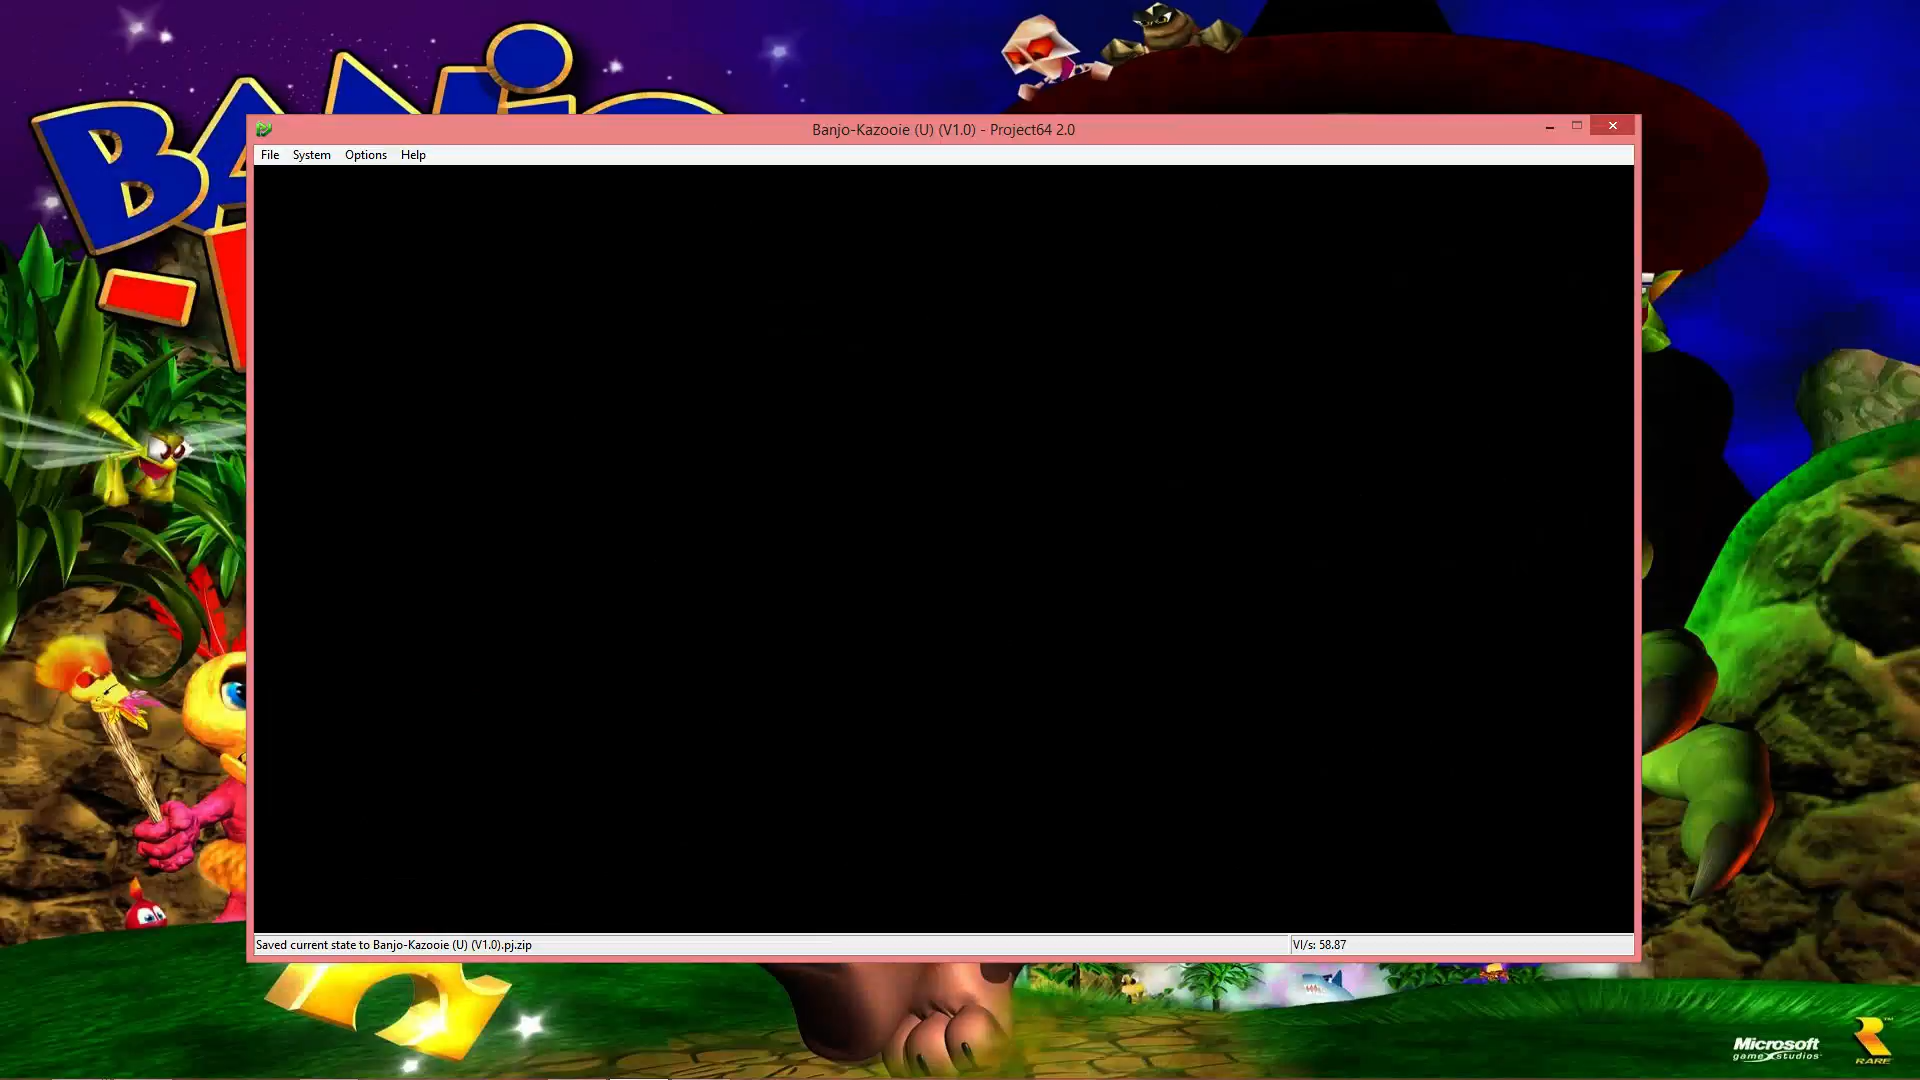 BANJO
Banjo-Kazooie (U) (V1.0) - Project64 2.0
File System Options Help
Saved current state to Banjo-Kazooie (U) (V1.0).pj.zip
VI/s: 58.87
Microsoft
game studios
RARE